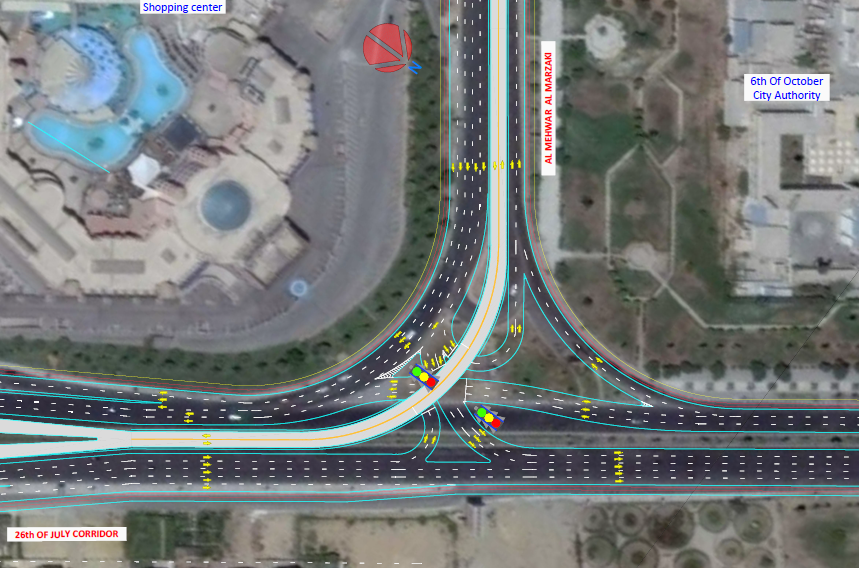 Shopping center
N
AL MEHWAR AL MARZAKI
6th Of October
City Authority
26th OF JULY CORRIDOR